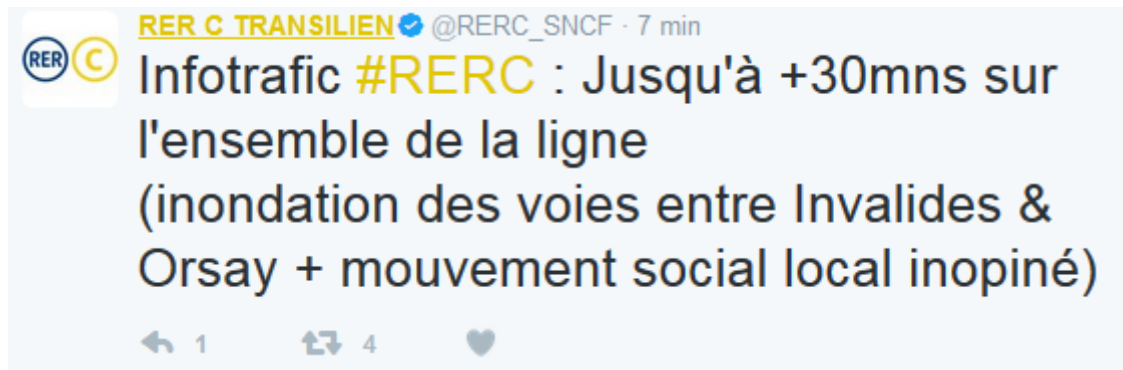 RER C TRANSILIEN @RERC_SNCF · 7 min
RER C
Infotrafic #RERC : Jusqu'à +30mns sur
l'ensemble de la ligne
(inondation des voies entre Invalides &
Orsay + mouvement social local inopiné)
1 4